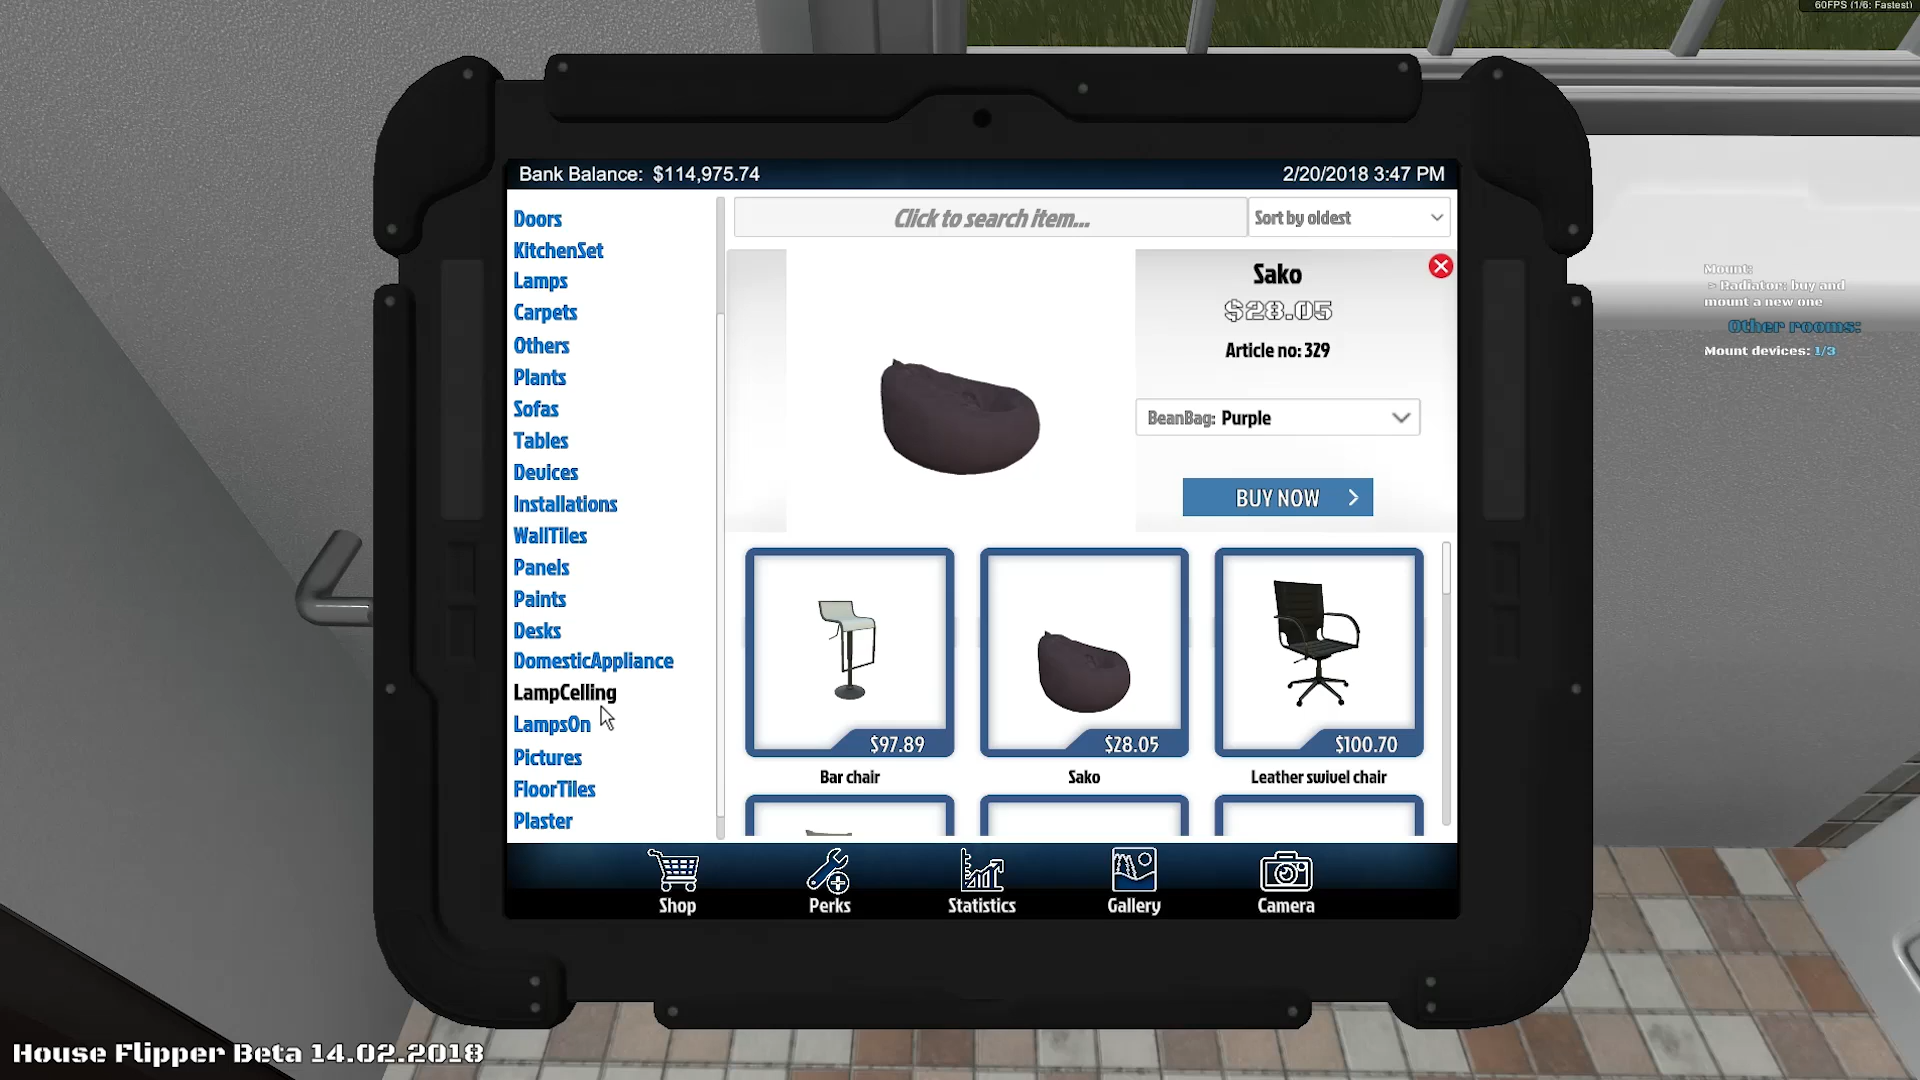 60FPS (1/6: Fastest)
Bank Balance: $114,975.74
2/20/2018 3:47 PM
Doors
KitchenSet
Lamps
Carpets
Others
Plants
Sofas
Tables
Devices
Installations
WallTiles
Panels
Paints
Desks
DomesticAppliance
LampCelling
LampsOn
Pictures
FloorTiles
Plaster
Click to search item...
Sort by oldest
Sako
$28.05
Article no: 329
BeanBag: Purple
BUY NOW
$97.89
$28.05
$100.70
Bar chair
Sako
Leather swivel chair
Shop
Perks
Statistics
Gallery
Camera
Mount:
> Radiator: buy and
mount a new one
Other rooms:
Mount devices: 1/3
House Flipper Beta 14.02.2018